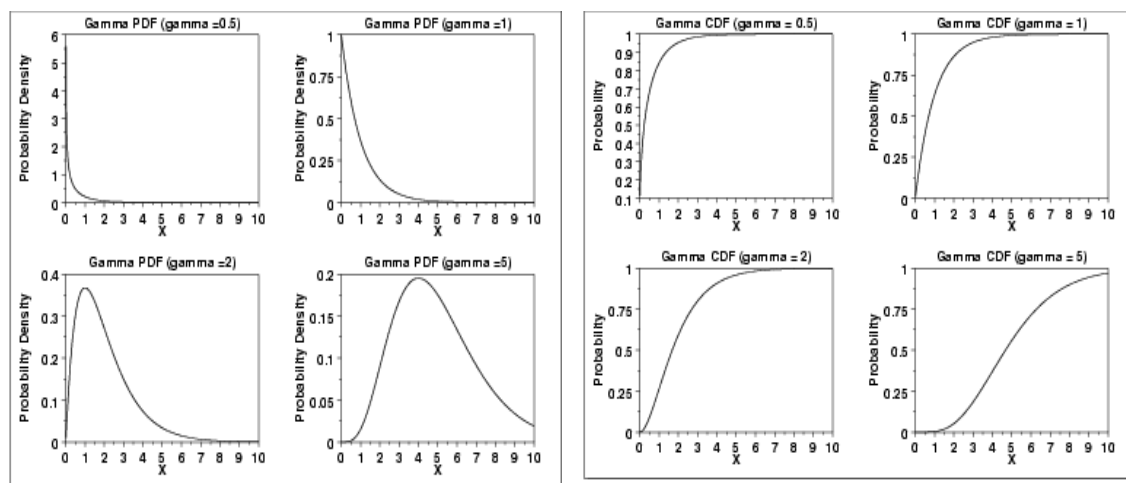 Gamma PDF (gamma =0.5)
Probability Density
6
5
4
3
2
1
0
0 1 2 3 4 5 6 7 8 9 10
X
Gamma PDF (gamma =1)
Probability Density
1
0.75
0.5
0.25
0
0 1 2 3 4 5 6 7 8 9 10
X
Gamma PDF (gamma =2)
Probability Density
0.4
0.3
0.2
0.1
0
0 1 2 3 4 5 6 7 8 9 10
X
Gamma PDF (gamma =5)
Probability Density
0.2
0.15
0.1
0.05
0
0 1 2 3 4 5 6 7 8 9 10
X
Gamma CDF (gamma = 0.5)
Probability
1
0.9
0.8
0.7
0.6
0.5
0.4
0.3
0.2
0.1
0 1 2 3 4 5 6 7 8 9 10
X
Gamma CDF (gamma = 1)
Probability
1
0.75
0.5
0.25
0
0 1 2 3 4 5 6 7 8 9 10
X
Gamma CDF (gamma = 2)
Probability
1
0.75
0.5
0.25
0
0 1 2 3 4 5 6 7 8 9 10
X
Gamma CDF (gamma = 5)
Probability
1
0.75
0.5
0.25
0
0 1 2 3 4 5 6 7 8 9 10
X